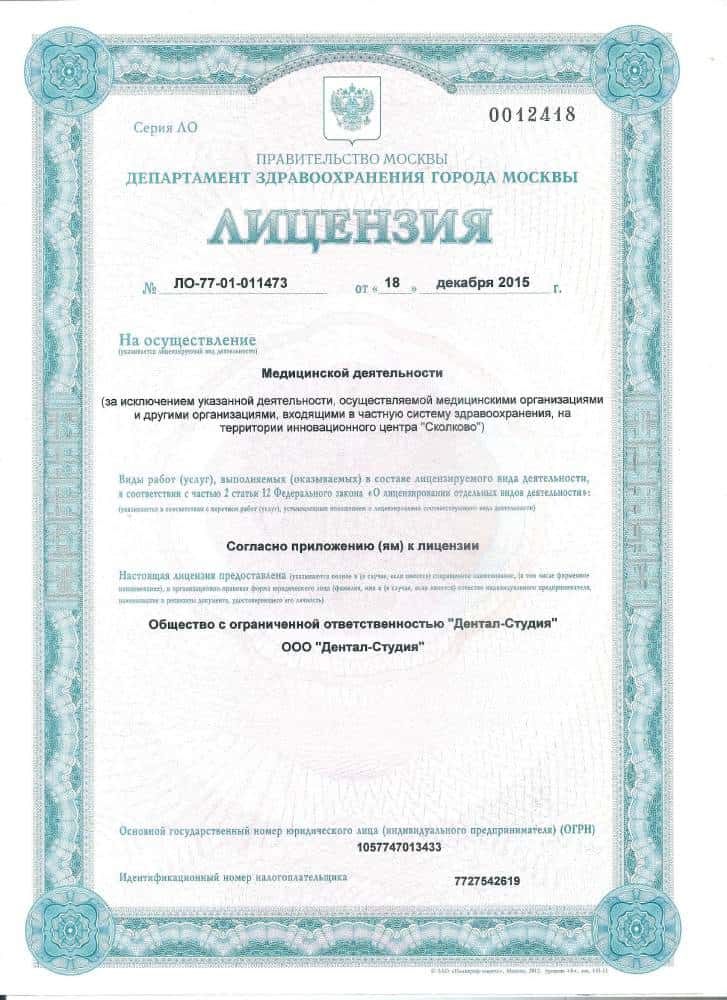 Серия ЛО
0012418
ПРАВИТЕЛЬСТВО МОСКВЫ
ДЕПАРТАМЕНТ ЗДРАВООХРАНЕНИЯ ГОРОДА МОСКВЫ
ЛИЦЕНЗИЯ
№ ЛО-77-01-011473 от « 18 » декабря 2015 г.
На осуществление
(указывается лицензируемый вид деятельности)
Медицинской деятельности
(за исключением указанной деятельности, осуществляемой медицинскими организациями
и другими организациями, входящими в частную систему здравоохранения, на
территории инновационного центра "Сколково")
Виды работ (услуг), выполняемых (оказываемых) в составе лицензируемого вида деятельности,
в соответствии с частью 2 статьи 12 Федерального закона «О лицензировании отдельных видов деятельности»:
(указываются в соответствии с перечнем работ (услуг), установленным положением о лицензировании соответствующего вида деятельности)
Согласно приложению (ям) к лицензии
Настоящая лицензия предоставлена (указываются полное и (в случае, если имеется) сокращенное наименование, (в том числе фирменное
наименование), и организационно-правовая форма юридического лица (фамилия, имя и (в случае, если имеется) отчество индивидуального предпринимателя,
наименование и реквизиты документа, удостоверяющего его личность)
Общество с ограниченной ответственностью "Дентал-Студия"
ООО "Дентал-Студия"
Основной государственный номер юридического лица (индивидуального предпринимателя) (ОГРН)
1057747013433
Идентификационный номер налогоплательщика 7727542619